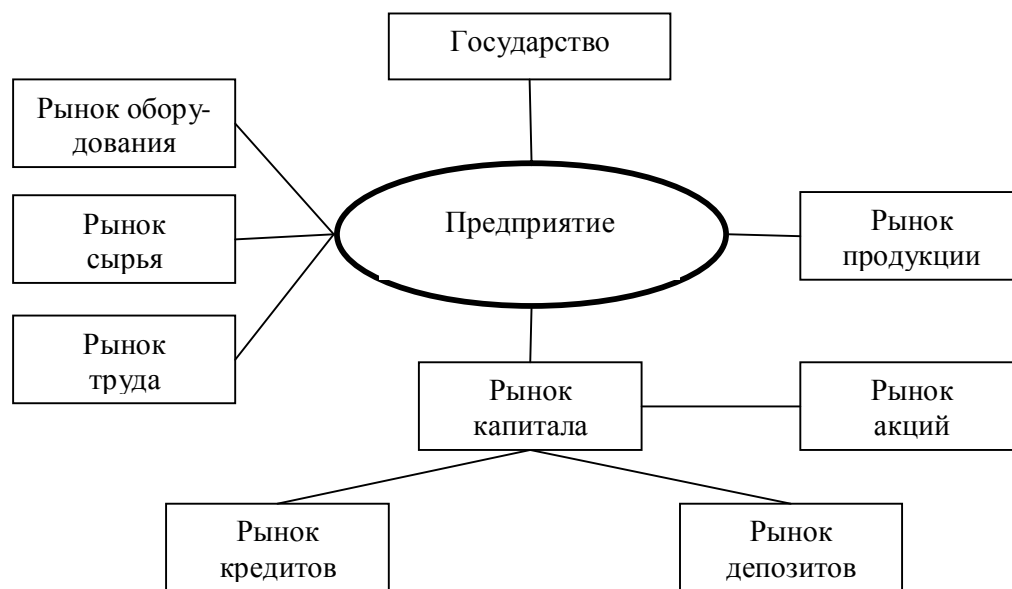 Государство
Рынок обору-
дования
Предприятие
Рынок
сырья
Рынок
продукции
Рынок
труда
Рынок
капитала
Рынок
акций
Рынок
кредитов
Рынок
депозитов